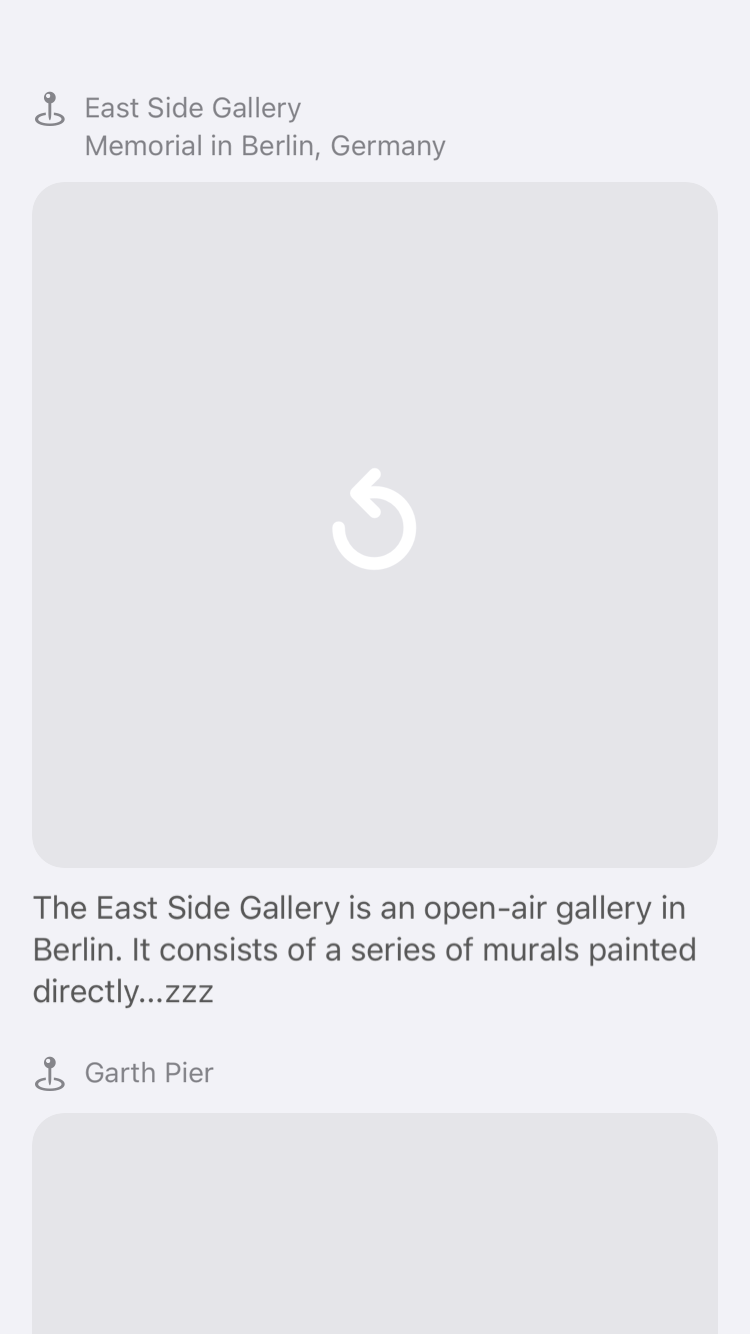 East Side Gallery
Memorial in Berlin, Germany
The East Side Gallery is an open-air gallery in
Berlin. It consists of a series of murals painted
directly...zzz
Garth Pier